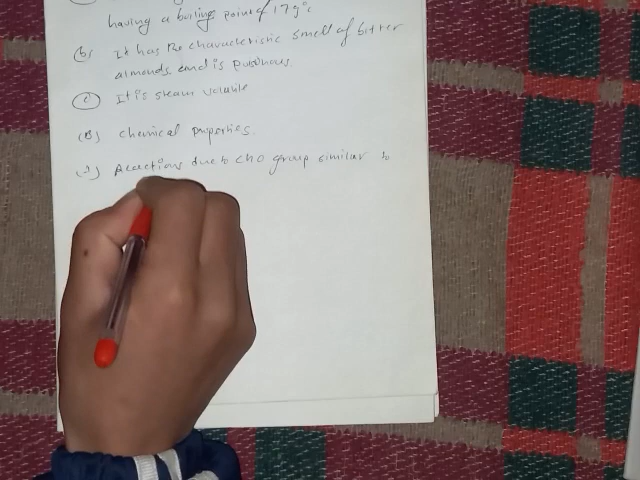 having a boiling point of 179°C
(b) It has the characteristic smell of bitter
almonds and is poisonous.
(c) It is steam volatile
(B) Chemical properties.
(a) Reactions due to CHO group similar to